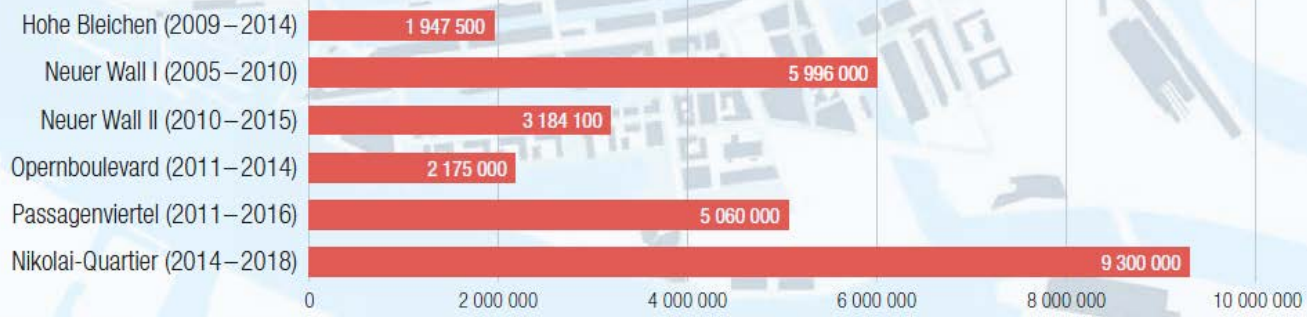 Hohe Bleichen (2009–2014) 1 947 500
Neuer Wall I (2005–2010) 5 996 000
Neuer Wall II (2010–2015) 3 184 100
Opernboulevard (2011–2014) 2 175 000
Passagenviertel (2011–2016) 5 060 000
Nikolai-Quartier (2014–2018) 9 300 000
0 2 000 000 4 000 000 6 000 000 8 000 000 10 000 000